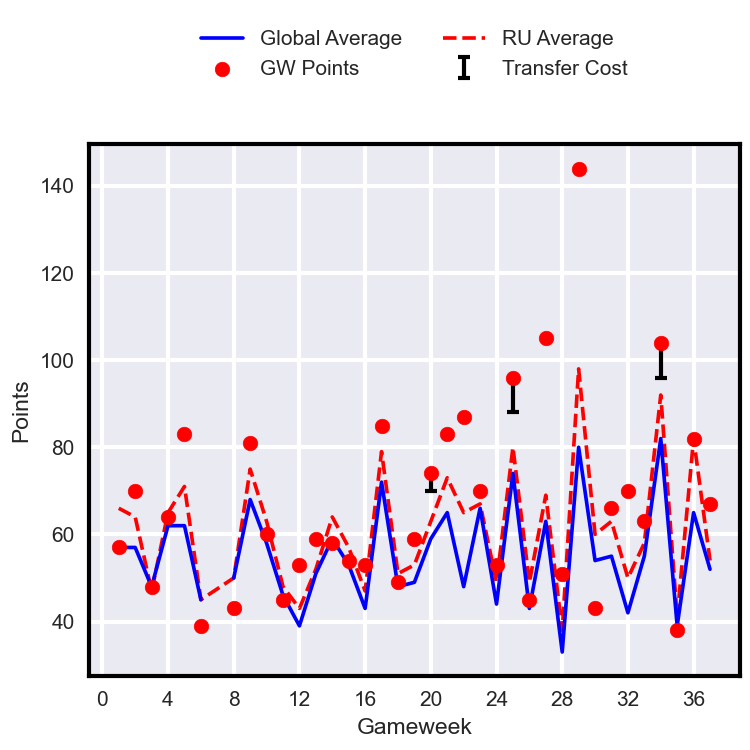 Global Average
RU Average
GW Points
Transfer Cost
140
120
100
80
60
40
Points
0 4 8 12 16 20 24 28 32 36
Gameweek